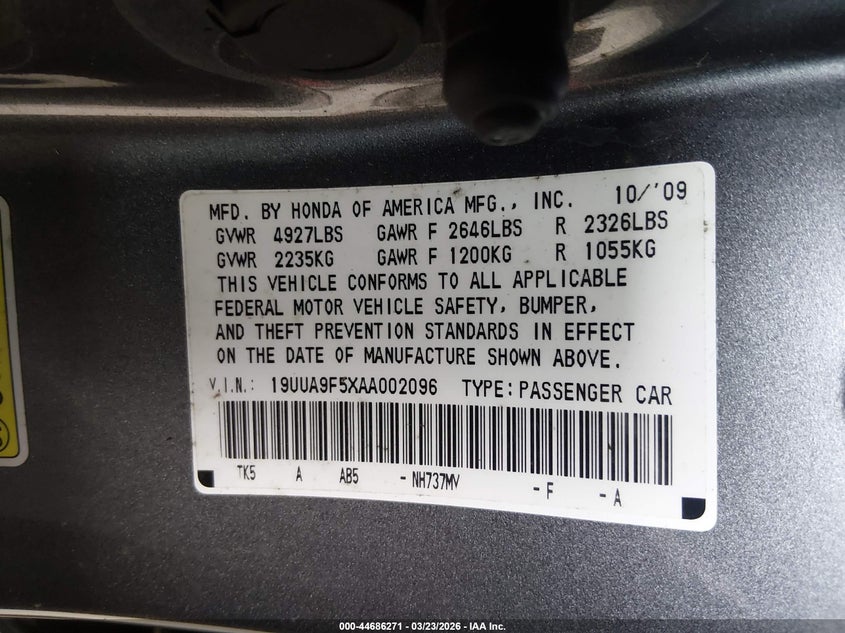 MFD. BY HONDA OF AMERICA MFG., INC. 10/'09
GVWR 4927LBS GAWR F 2646LBS R 2326LBS
GVWR 2235KG GAWR F 1200KG R 1055KG
THIS VEHICLE CONFORMS TO ALL APPLICABLE
FEDERAL MOTOR VEHICLE SAFETY, BUMPER,
AND THEFT PREVENTION STANDARDS IN EFFECT
ON THE DATE OF MANUFACTURE SHOWN ABOVE.
V.I.N.: 19UUA9F5XAA002096 TYPE: PASSENGER CAR
TK5 A AB5 - NH737MV - F - A
000-44686271 | 03/23/2026 | IAA Inc.